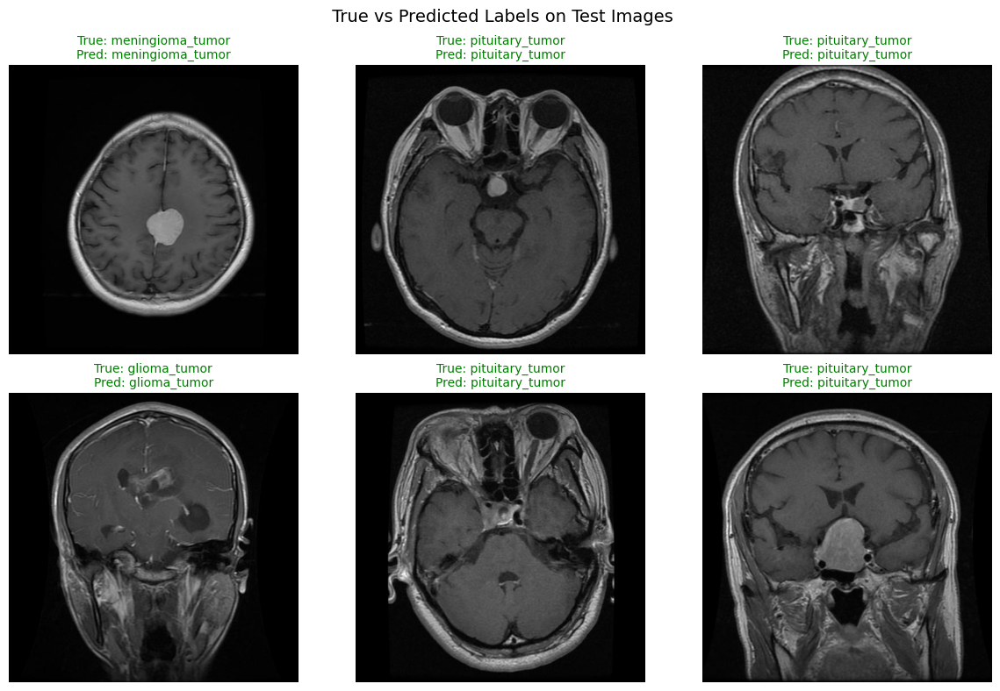 True vs Predicted Labels on Test Images
True: meningioma_tumor
Pred: meningioma_tumor
True: pituitary_tumor
Pred: pituitary_tumor
True: pituitary_tumor
Pred: pituitary_tumor
True: glioma_tumor
Pred: glioma_tumor
True: pituitary_tumor
Pred: pituitary_tumor
True: pituitary_tumor
Pred: pituitary_tumor